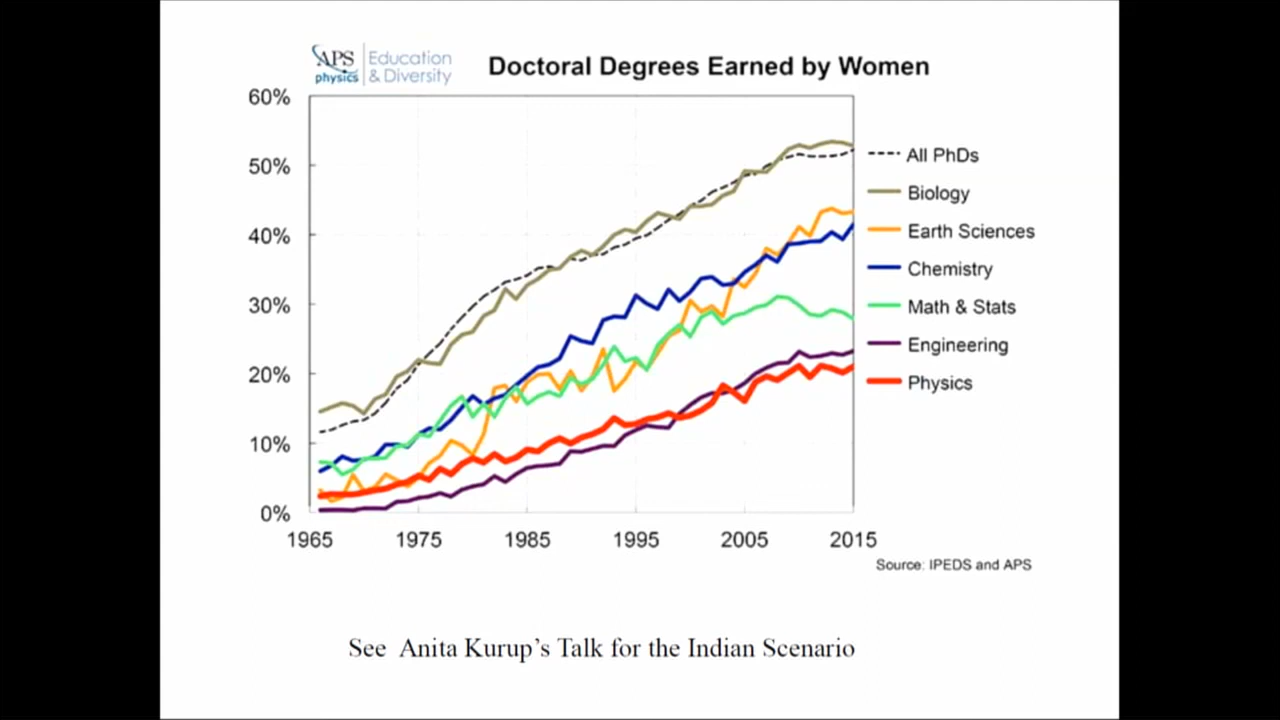 APS
physics
Education
& Diversity
Doctoral Degrees Earned by Women
60%
50%
40%
30%
20%
10%
0%
1965 1975 1985 1995 2005 2015
All PhDs
Biology
Earth Sciences
Chemistry
Math & Stats
Engineering
Physics
Source: IPEDS and APS
See Anita Kurup’s Talk for the Indian Scenario